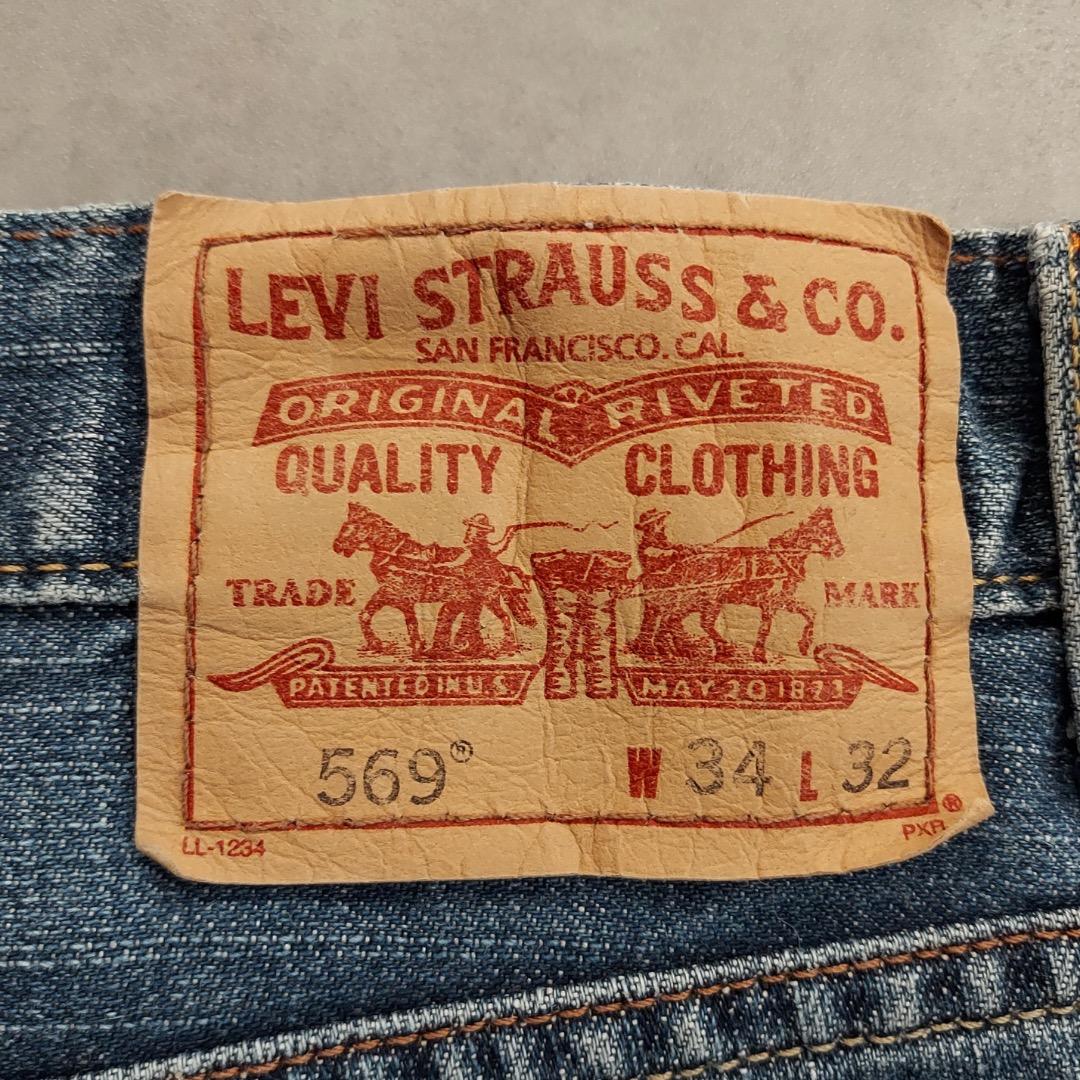 LEVI STRAUSS & CO.
SAN FRANCISCO. CAL.
ORIGINAL RIVETED
QUALITY CLOTHING
TRADE MARK
PATENTED IN U.S. MAY 20 1873
569® W 34 L 32
LL-1234 PXR ®